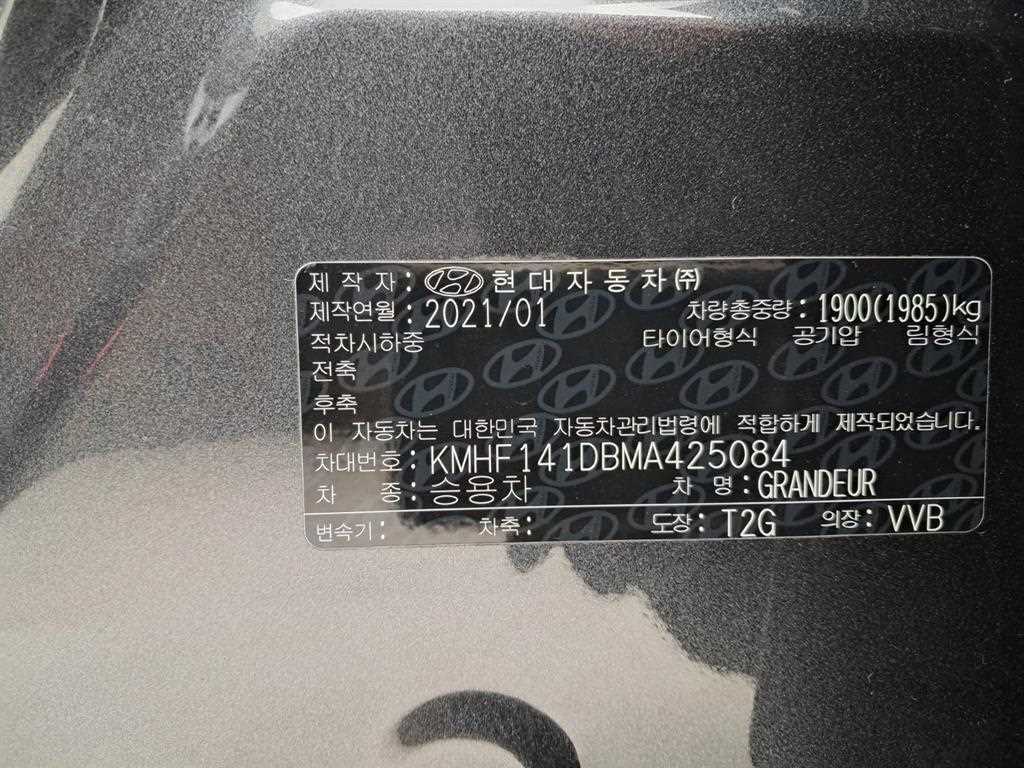 제 작 자 : 현대자동차㈜
제작연월 : 2021/01 차량총중량 : 1900(1985)kg
적차시하중 타이어형식 공기압 림형식
전축
후축
이 자동차는 대한민국 자동차관리법령에 적합하게 제작되었습니다.
차대번호 : KMHF141DBMA425084
차 종 : 승용차 차 명 : GRANDEUR
변속기 : 차축 : 도장 : T2G 의장 : VVB